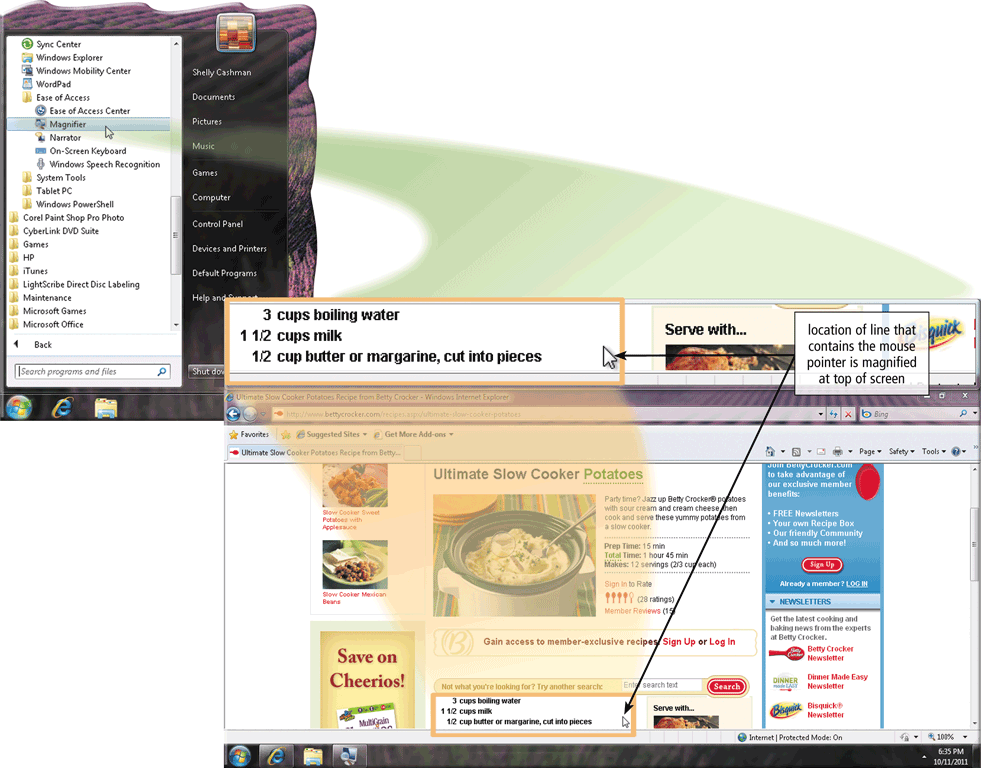 Sync Center
Windows Explorer
Windows Mobility Center
WordPad
Ease of Access
Ease of Access Center
Magnifier
Narrator
On-Screen Keyboard
Windows Speech Recognition
System Tools
Tablet PC
Windows PowerShell
Corel Paint Shop Pro Photo
CyberLink DVD Suite
Games
HP
iTunes
LightScribe Direct Disc Labeling
Maintenance
Microsoft Games
Microsoft Office
Back
Search programs and files
Shelly Cashman
Documents
Pictures
Music
Games
Computer
Control Panel
Devices and Printers
Default Programs
Help and Support
Shut dow
3 cups boiling water
1 1/2 cups milk
1/2 cup butter or margarine, cut into pieces
Serve with...
Bisquick
location of line that
contains the mouse
pointer is magnified
at top of screen
Ultimate Slow Cooker Potatoes Recipe from Betty Crocker - Windows Internet Explorer
http://www.bettycrocker.com/recipes.aspx/ultimate-slow-cooker-potatoes
Bing
Favorites
Suggested Sites
Get More Add-ons
Ultimate Slow Cooker Potatoes Recipe from Betty...
Page
Safety
Tools
Slow Cooker Sweet
Potatoes with
Applesauce
Slow Cooker Mexican
Beans
Save on
Cheerios!
MultiGrain
Ultimate Slow Cooker Potatoes
Party time? Jazz up Betty Crocker® potatoes
with sour cream and cream cheese, then
cook and serve these yummy potatoes from
a slow cooker.
Prep Time: 15 min
Total Time: 1 hour 45 min
Makes: 12 servings (2/3 cup each)
Sign In to Rate
(28 ratings)
Member Reviews (15)
Gain access to member-exclusive recipes, Sign Up or Log In
Not what you're looking for? Try another search:
Enter search text
Search
3 cups boiling water
1 1/2 cups milk
1/2 cup butter or margarine, cut into pieces
Serve with...
Join BettyCrocker.com
to take advantage of
our exclusive member
benefits:
• FREE Newsletters
• Your own Recipe Box
• Our friendly Community
• And so much more!
Sign Up
Already a member? LOG IN
NEWSLETTERS
Get the latest cooking and
baking news from the experts
at Betty Crocker.
Betty Crocker
Newsletter
DINNER
made EASY
Dinner Made Easy
Newsletter
Bisquick
Bisquick®
Newsletter
Internet | Protected Mode: On
100%
6:35 PM
10/11/2011